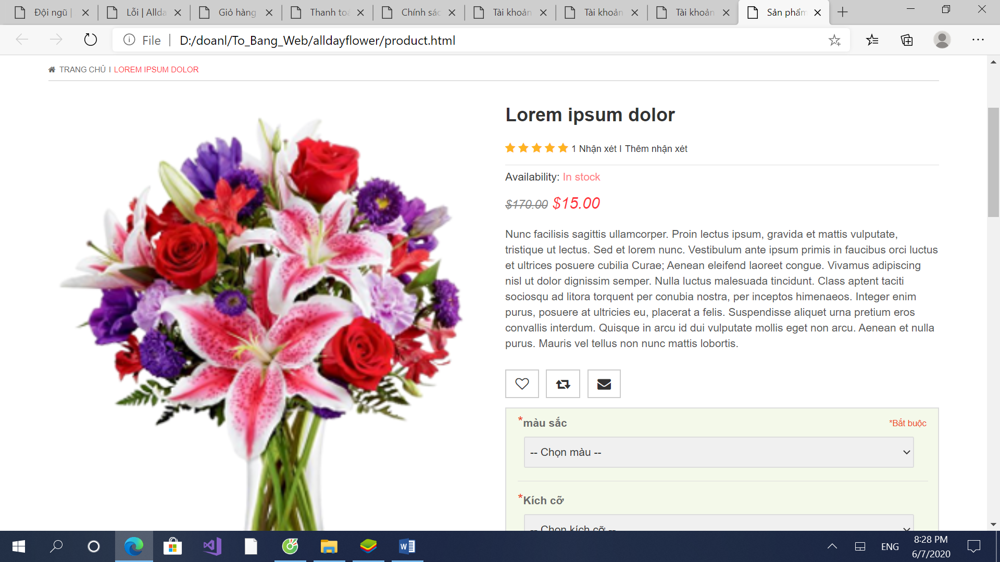 Đội ngũ |
Lỗi | Allda
Giỏ hàng
Thanh toá
Chính sác
Tài khoản
Tài khoản
Tài khoản
Sản phẩm
File
D:/doanl/To_Bang_Web/alldayflower/product.html
TRANG CHỦ I LOREM IPSUM DOLOR
Lorem ipsum dolor
1 Nhận xét I Thêm nhận xét
Availability: In stock
$170.00 $15.00
Nunc facilisis sagittis ullamcorper. Proin lectus ipsum, gravida et mattis vulputate,
tristique ut lectus. Sed et lorem nunc. Vestibulum ante ipsum primis in faucibus orci luctus
et ultrices posuere cubilia Curae; Aenean eleifend laoreet congue. Vivamus adipiscing
nisl ut dolor dignissim semper. Nulla luctus malesuada tincidunt. Class aptent taciti
sociosqu ad litora torquent per conubia nostra, per inceptos himenaeos. Integer enim
purus, posuere at ultricies eu, placerat a felis. Suspendisse aliquet urna pretium eros
convallis interdum. Quisque in arcu id dui vulputate mollis eget non arcu. Aenean et nulla
purus. Mauris vel tellus non nunc mattis lobortis.
*màu sắc
*Bắt buộc
-- Chọn màu --
*Kích cỡ
-- Chọn kích cỡ --
ENG
8:28 PM
6/7/2020